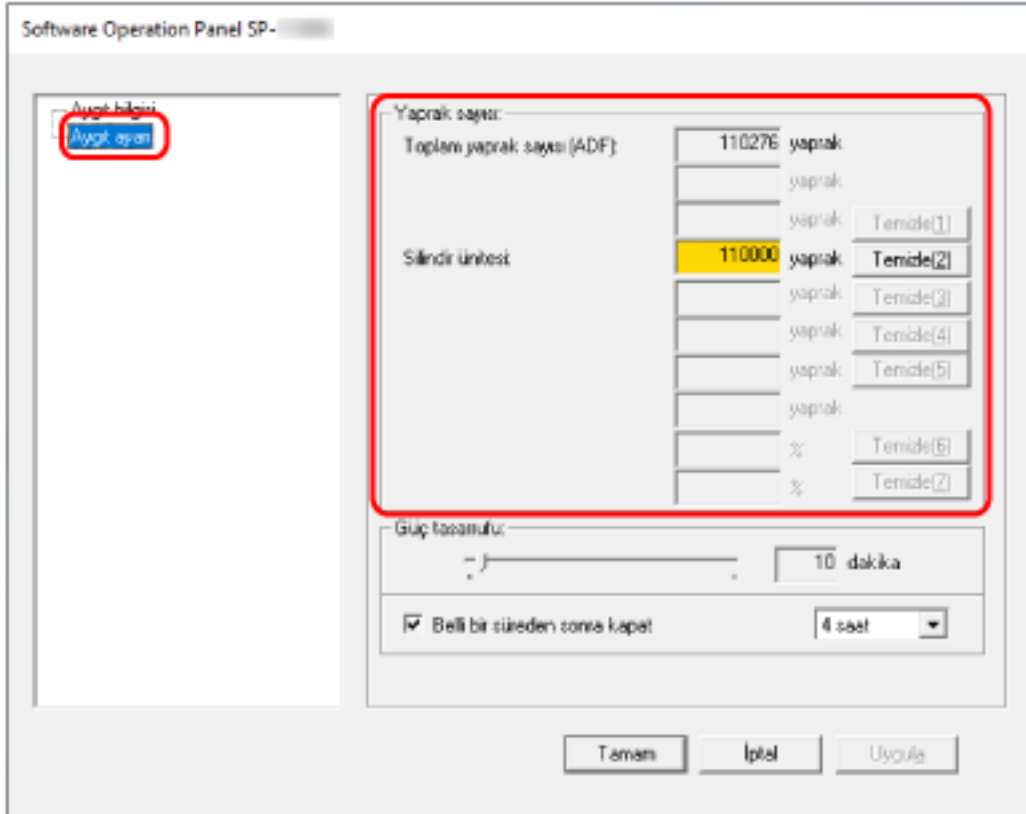 Software Operation Panel SP-
Aygıt bilgisi
Aygıt ayarı
Yaprak sayısı:
Toplam yaprak sayısı (ADF): 110276 yaprak
yaprak
yaprak Temizle(1)
Silindir ünitesi: 110000 yaprak Temizle(2)
yaprak Temizle(3)
yaprak Temizle(4)
yaprak Temizle(5)
yaprak
% Temizle(6)
% Temizle(7)
Güç tasarrufu:
10 dakika
Belli bir süreden sonra kapat 4 saat
Tamam İptal Uygula